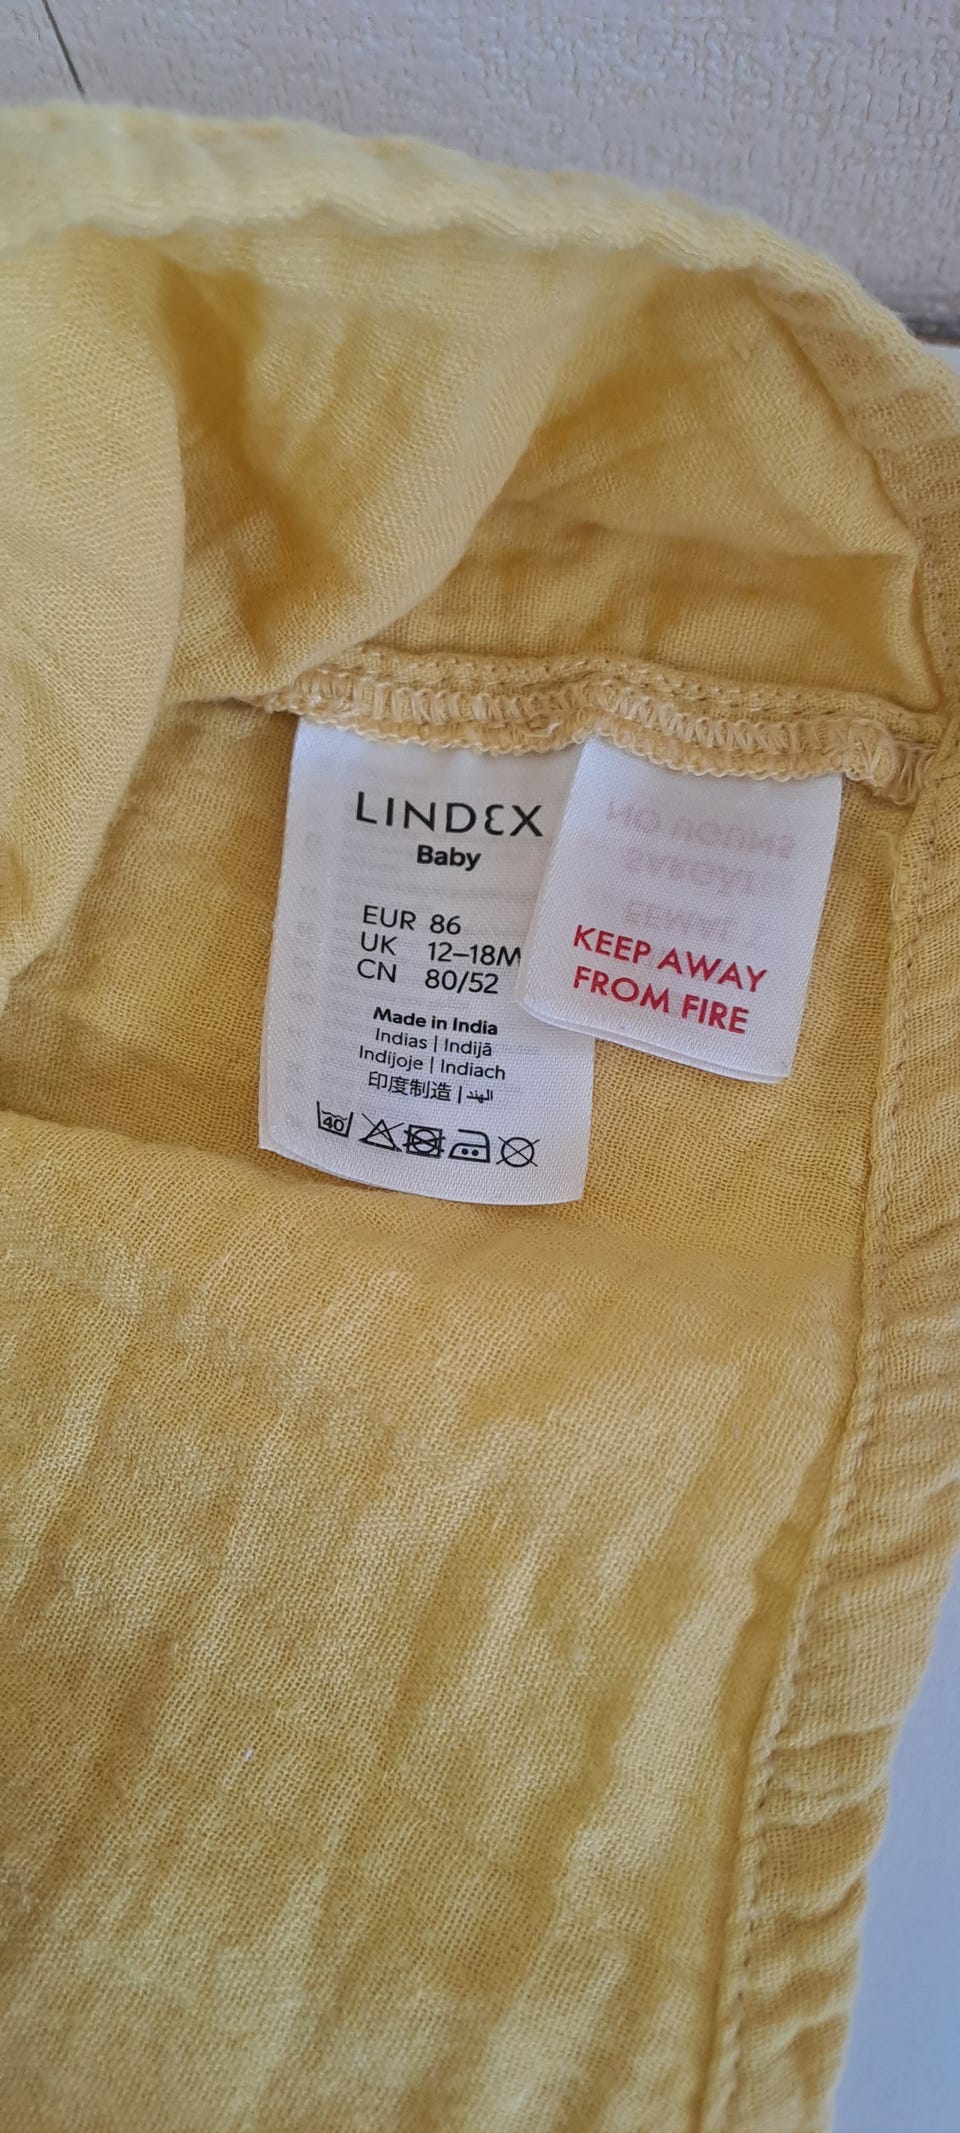 LINDEX
Baby
EUR 86
UK 12–18M
CN 80/52
Made in India
Indias | Indijā
Indijoje | Indiach
印度制造 | الهند
40
KEEP AWAY
FROM FIRE